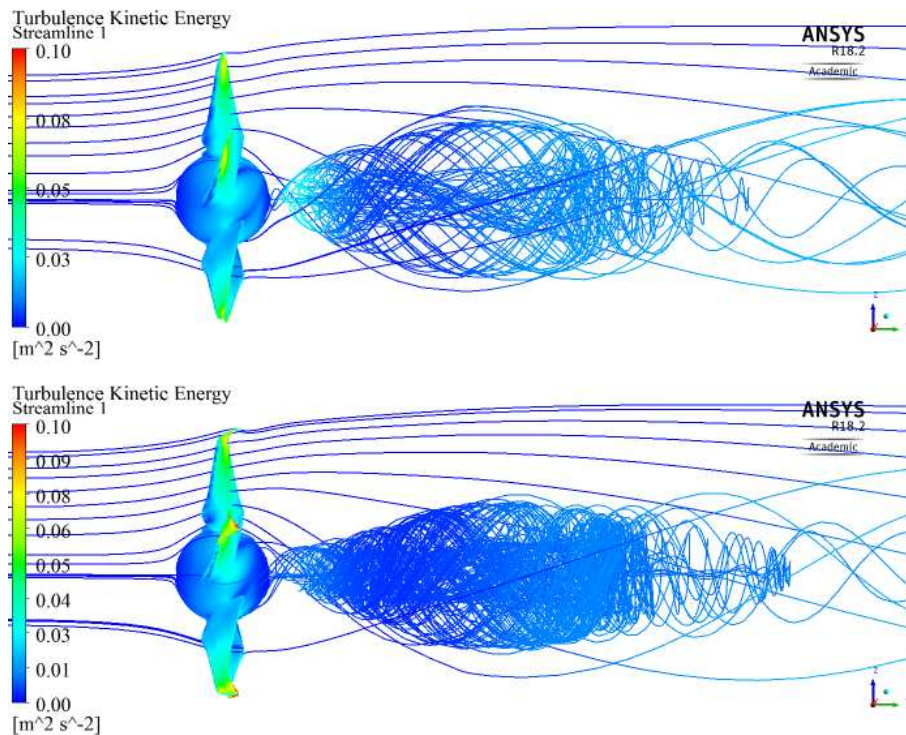 Turbulence Kinetic Energy
Streamline 1
0.10
0.08
0.05
0.03
0.00
[m^2 s^-2]
ANSYS
R18.2
Academic
z
Turbulence Kinetic Energy
Streamline 1
0.10
0.09
0.08
0.06
0.05
0.04
0.03
0.01
0.00
[m^2 s^-2]
ANSYS
R18.2
Academic
z